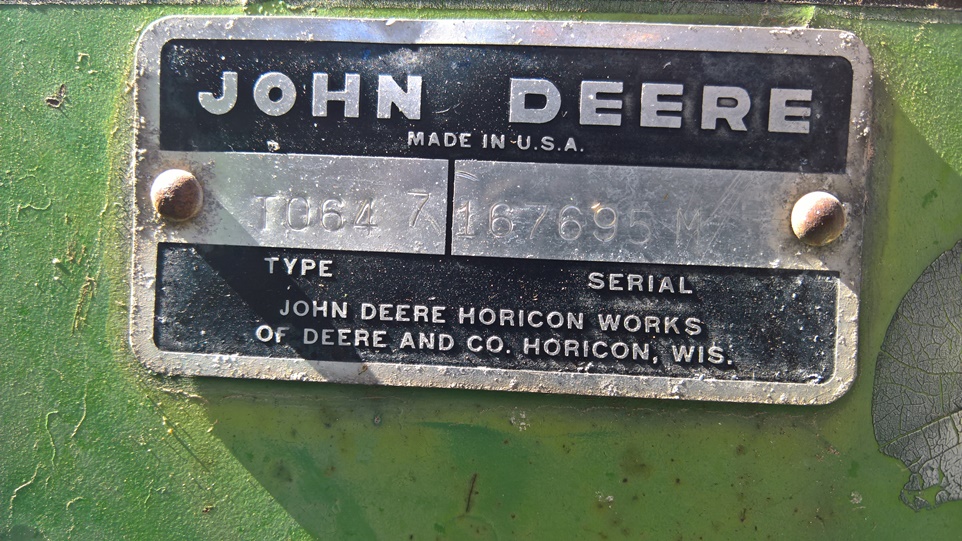 JOHN DEERE
MADE IN U.S.A.
T064 7 167695 M
TYPE SERIAL
JOHN DEERE HORICON WORKS
OF DEERE AND CO. HORICON, WIS.